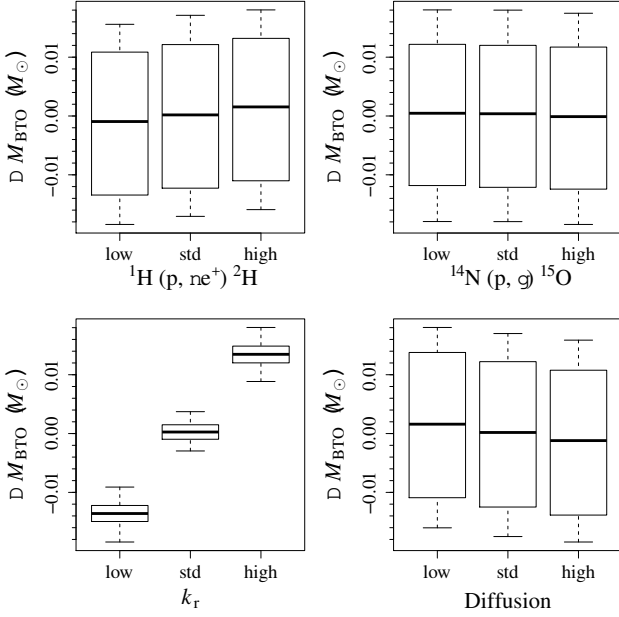 D M_BTO (M_⊙)
0.01
0.00
−0.01
low std high
¹H (p, ne⁺) ²H
D M_BTO (M_⊙)
0.01
0.00
−0.01
low std high
¹⁴N (p, g) ¹⁵O
D M_BTO (M_⊙)
0.01
0.00
−0.01
low std high
k_r
D M_BTO (M_⊙)
0.01
0.00
−0.01
low std high
Diffusion